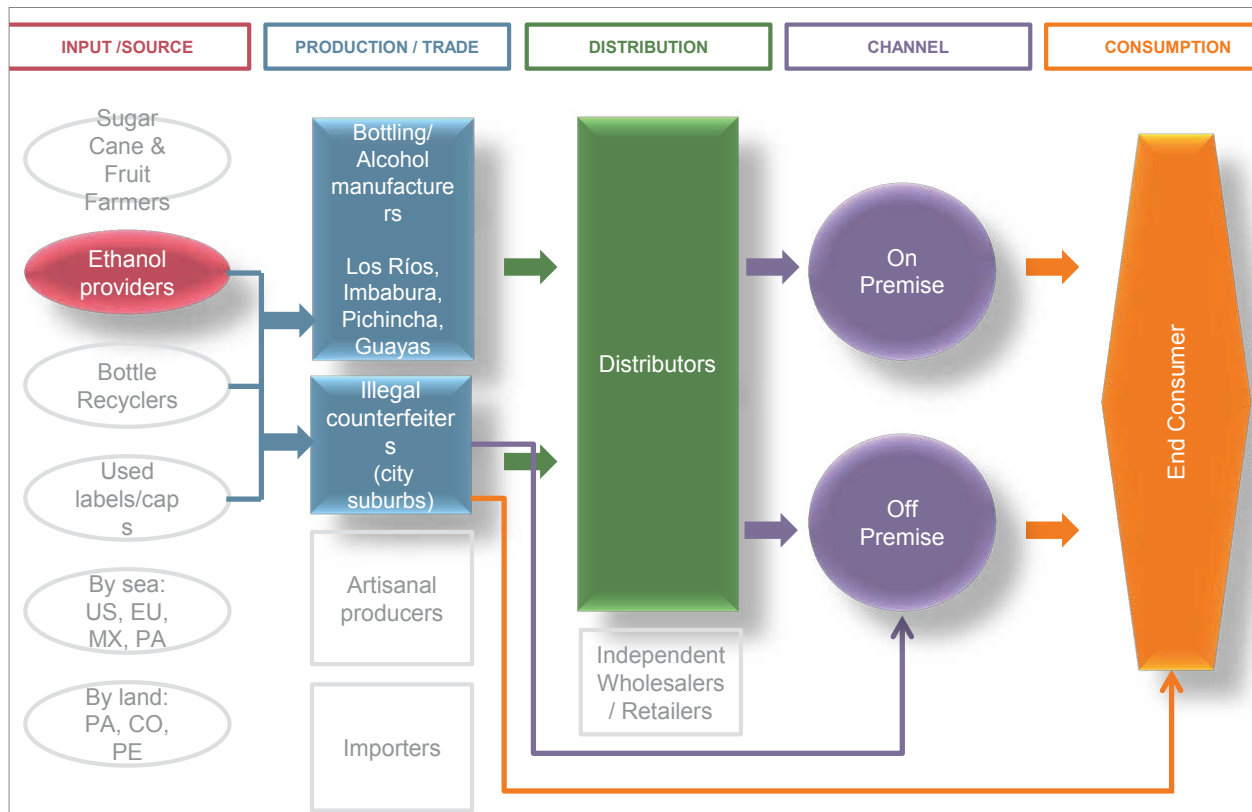 INPUT /SOURCE
PRODUCTION / TRADE
DISTRIBUTION
CHANNEL
CONSUMPTION
Sugar
Cane &
Fruit
Farmers
Ethanol
providers
Bottle
Recyclers
Used
labels/cap
s
By sea:
US, EU,
MX, PA
By land:
PA, CO,
PE
Bottling/
Alcohol
manufacture
rs
Los Ríos,
Imbabura,
Pichincha,
Guayas
Illegal
counterfeiter
s
(city
suburbs)
Artisanal
producers
Importers
Distributors
Independent
Wholesalers
/ Retailers
On
Premise
Off
Premise
End Consumer